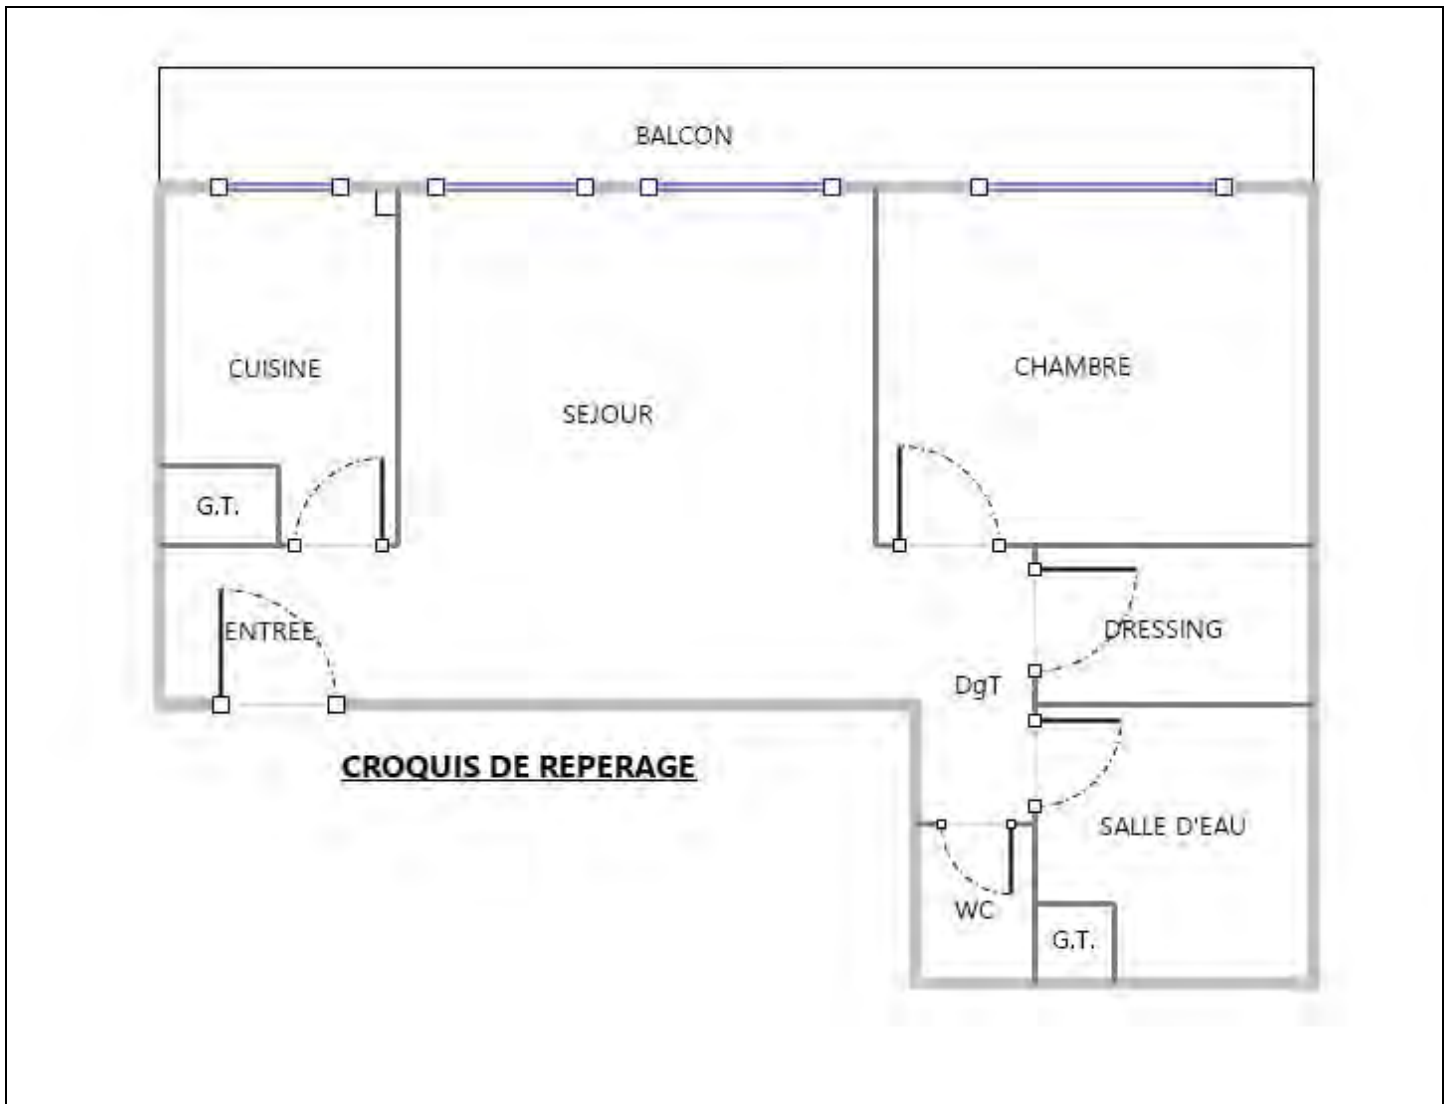 BALCON
CUISINE
CHAMBRE
SEJOUR
G.T.
ENTREE
DRESSING
DgT
CROQUIS DE REPERAGE
SALLE D'EAU
WC
G.T.